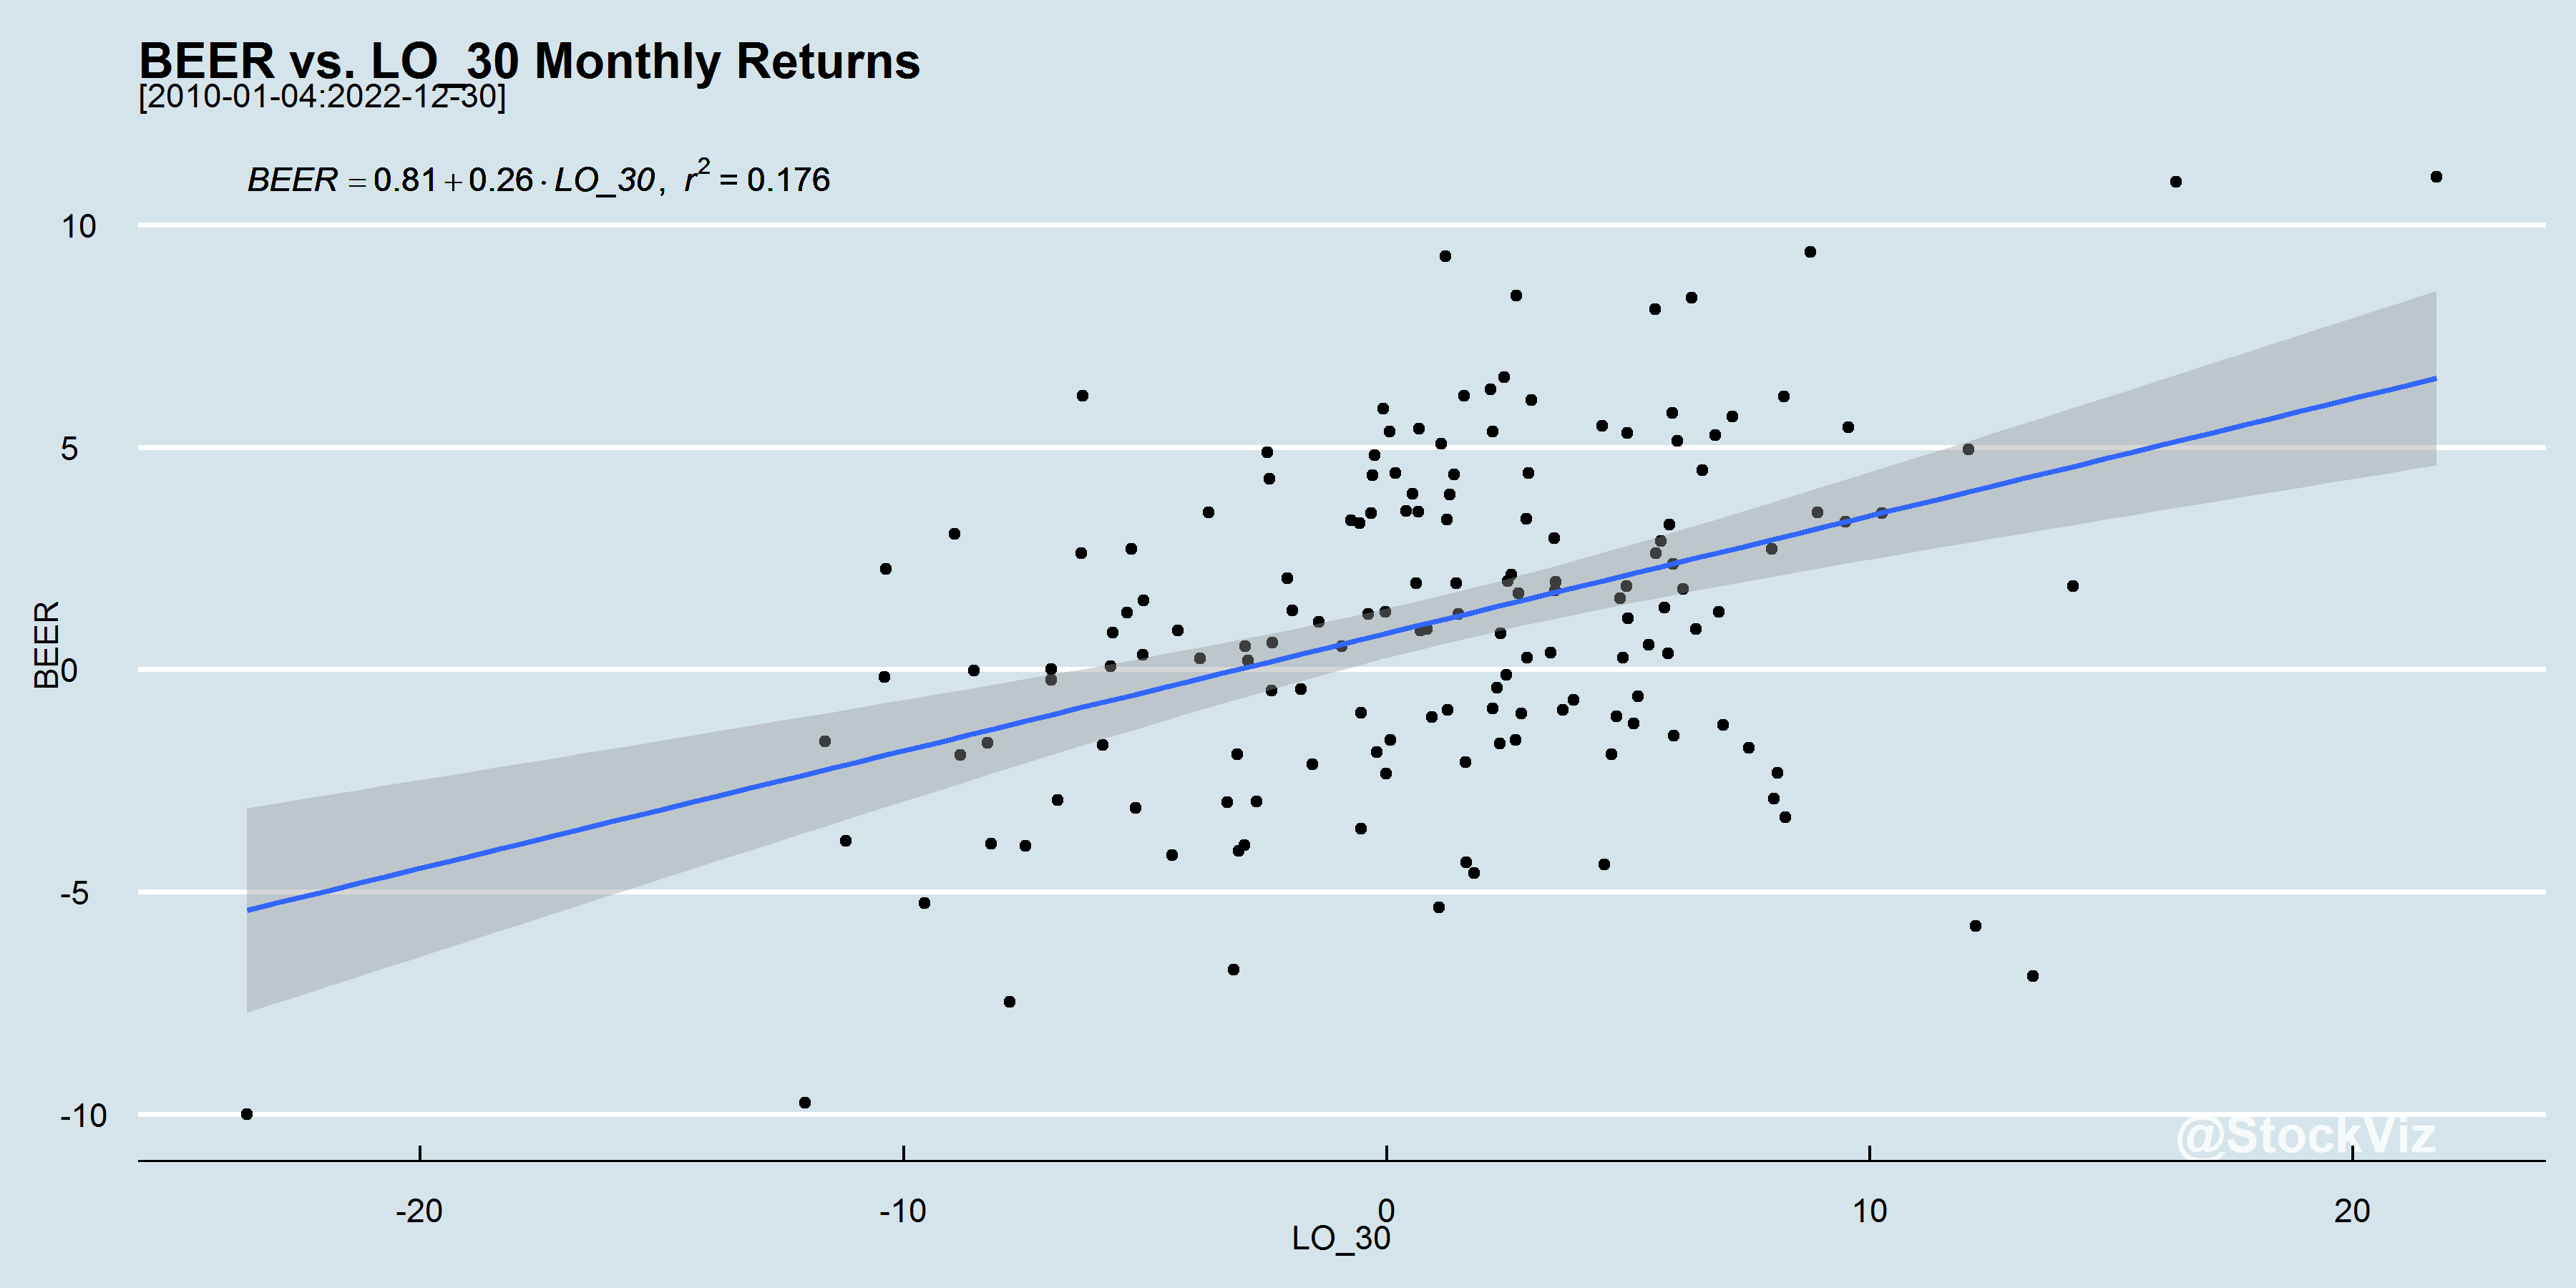 BEER vs. LO_30 Monthly Returns
[2010-01-04:2022-12-30]
BEER = 0.81 + 0.26 · LO_30, r² = 0.176
10
5
0
-5
-10
BEER
@StockViz
-20 -10 0 10 20
LO_30